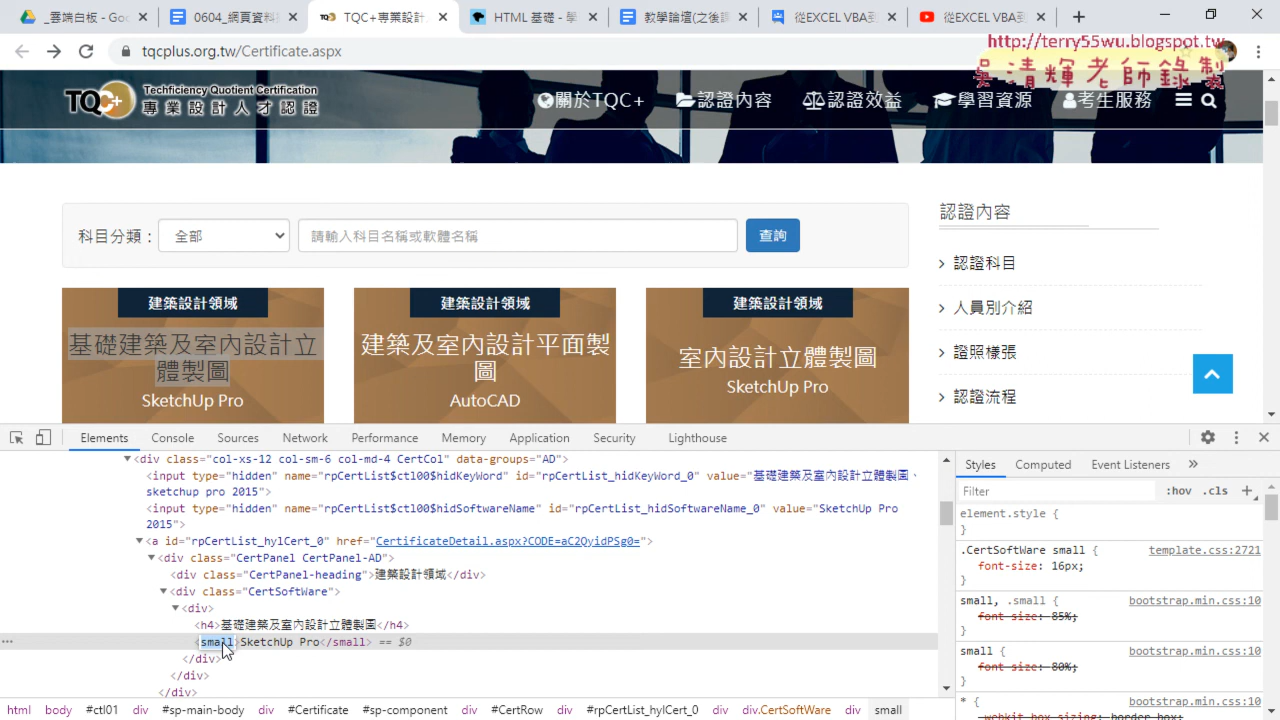 _雲端白板 - Goo
0604_網頁資料
TQC+專業設計
HTML 基礎 - 學
教學論壇(之後課
從EXCEL VBA到
從EXCEL VBA到
tqcplus.org.tw/Certificate.aspx
http://terry55wu.blogspot.tw
吳清輝老師錄製
TQC+
Techficiency Quotient Certification
專業設計人才認證
關於TQC+
認證內容
認證效益
學習資源
考生服務
科目分類：
全部
請輸入科目名稱或軟體名稱
查詢
認證內容
認證科目
人員別介紹
證照樣張
認證流程
建築設計領域
基礎建築及室內設計立
體製圖
SketchUp Pro
建築設計領域
建築及室內設計平面製
圖
AutoCAD
建築設計領域
室內設計立體製圖
SketchUp Pro
Elements
Console
Sources
Network
Performance
Memory
Application
Security
Lighthouse
<div class="col-xs-12 col-sm-6 col-md-4 CertCol" data-groups="AD">
<input type="hidden" name="rpCertList$ctl00$hidKeyWord" id="rpCertList_hidKeyWord_0" value="基礎建築及室內設計立體製圖、
sketchup pro 2015">
<input type="hidden" name="rpCertList$ctl00$hidSoftwareName" id="rpCertList_hidSoftwareName_0" value="SketchUp Pro
2015">
<a id="rpCertList_hylCert_0" href="CertificateDetail.aspx?CODE=aC2QyidPSg0=">
<div class="CertPanel CertPanel-AD">
<div class="CertPanel-heading">建築設計領域</div>
<div class="CertSoftWare">
<div>
<h4>基礎建築及室內設計立體製圖</h4>
<small>SketchUp Pro</small> == $0
</div>
</div>
</div>
html body #ctl01 div #sp-main-body div #Certificate #sp-component #CertRow div #rpCertList_hylCert_0 div div.CertSoftWare div small
Styles
Computed
Event Listeners
Filter
:hov .cls
element.style {
}
.CertSoftWare small {
template.css:2721
font-size: 16px;
}
small, .small {
bootstrap.min.css:10
font-size: 85%;
}
small {
bootstrap.min.css:10
font-size: 80%;
}
* {
bootstrap.min.css:10
-webkit-box-sizing: border-box;